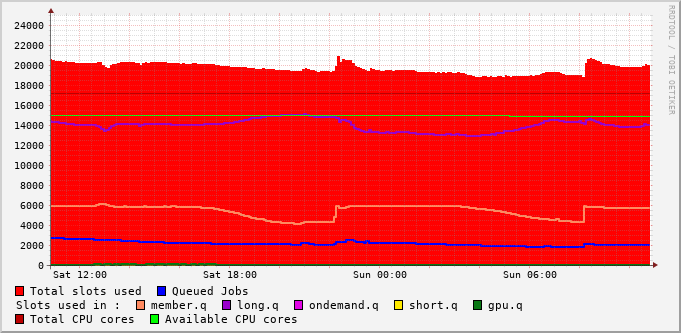 24000
22000
20000
18000
16000
14000
12000
10000
8000
6000
4000
2000
0
Sat 12:00 Sat 18:00 Sun 00:00 Sun 06:00
RRDTOOL / TOBI OETIKER
Total slots used Queued Jobs
Slots used in : member.q long.q ondemand.q short.q gpu.q
Total CPU cores Available CPU cores